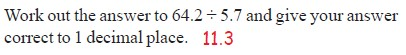 Work out the answer to 64.2 ÷ 5.7 and give your answer
correct to 1 decimal place. 11.3